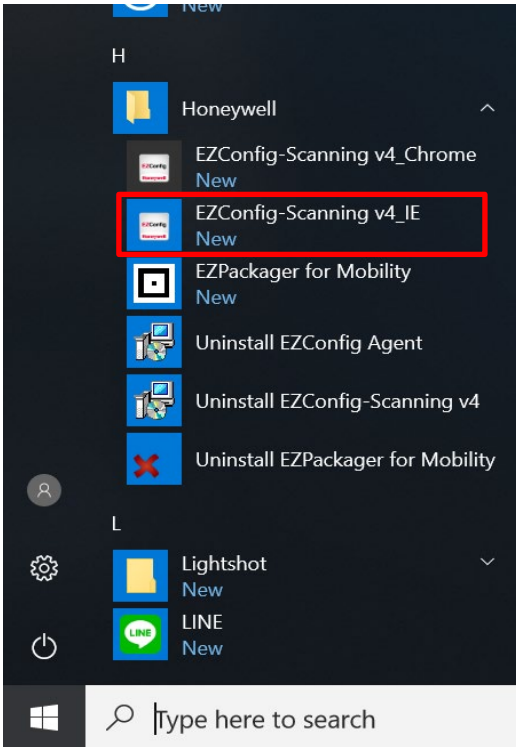 New
H
Honeywell
EZConfig-Scanning v4_Chrome
New
EZConfig-Scanning v4_IE
New
EZPackager for Mobility
New
Uninstall EZConfig Agent
Uninstall EZConfig-Scanning v4
Uninstall EZPackager for Mobility
L
Lightshot
New
LINE
LINE
New
Type here to search